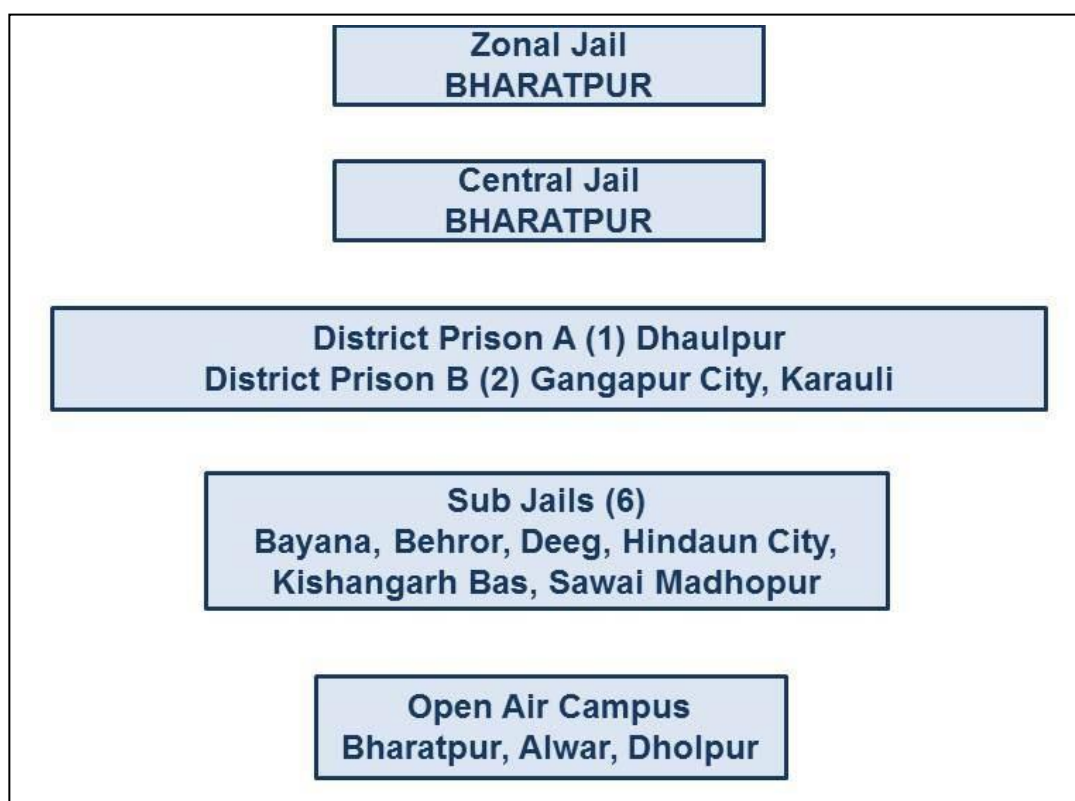 Zonal Jail
BHARATPUR
Central Jail
BHARATPUR
District Prison A (1) Dhaulpur
District Prison B (2) Gangapur City, Karauli
Sub Jails (6)
Bayana, Behror, Deeg, Hindaun City,
Kishangarh Bas, Sawai Madhopur
Open Air Campus
Bharatpur, Alwar, Dholpur